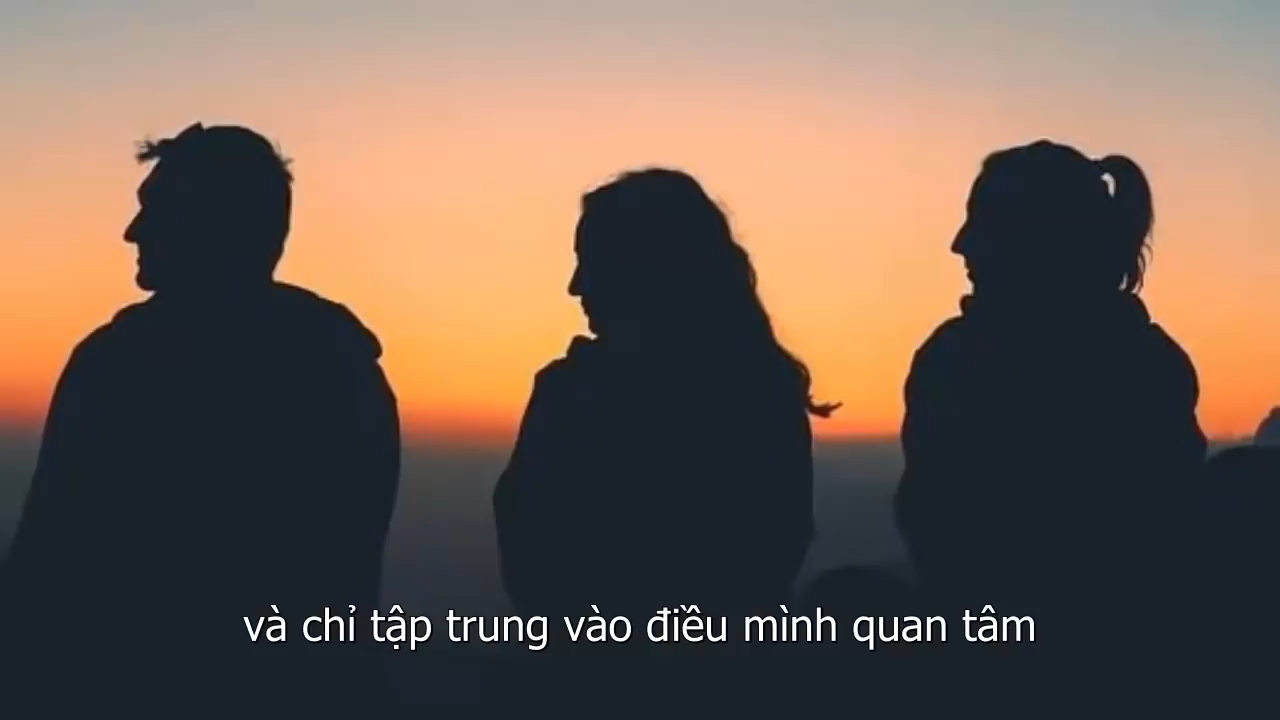 và chỉ tập trung vào điều mình quan tâm